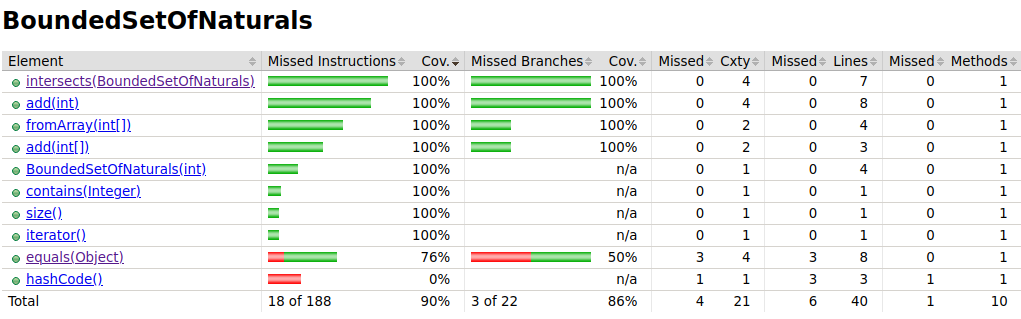 BoundedSetOfNaturals
Element Missed Instructions Cov. Missed Branches Cov. Missed Cxty Missed Lines Missed Methods
intersects(BoundedSetOfNaturals) 100% 100% 0 4 0 7 0 1
add(int) 100% 100% 0 4 0 8 0 1
fromArray(int[]) 100% 100% 0 2 0 4 0 1
add(int[]) 100% 100% 0 2 0 3 0 1
BoundedSetOfNaturals(int) 100% n/a 0 1 0 4 0 1
contains(Integer) 100% n/a 0 1 0 1 0 1
size() 100% n/a 0 1 0 1 0 1
iterator() 100% n/a 0 1 0 1 0 1
equals(Object) 76% 50% 3 4 3 8 0 1
hashCode() 0% n/a 1 1 3 3 1 1
Total 18 of 188 90% 3 of 22 86% 4 21 6 40 1 10